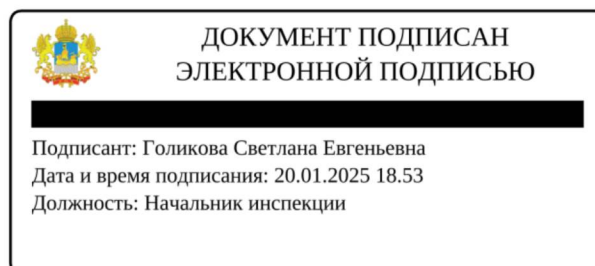 ДОКУМЕНТ ПОДПИСАН
ЭЛЕКТРОННОЙ ПОДПИСЬЮ
Подписант: Голикова Светлана Евгеньевна
Дата и время подписания: 20.01.2025 18.53
Должность: Начальник инспекции